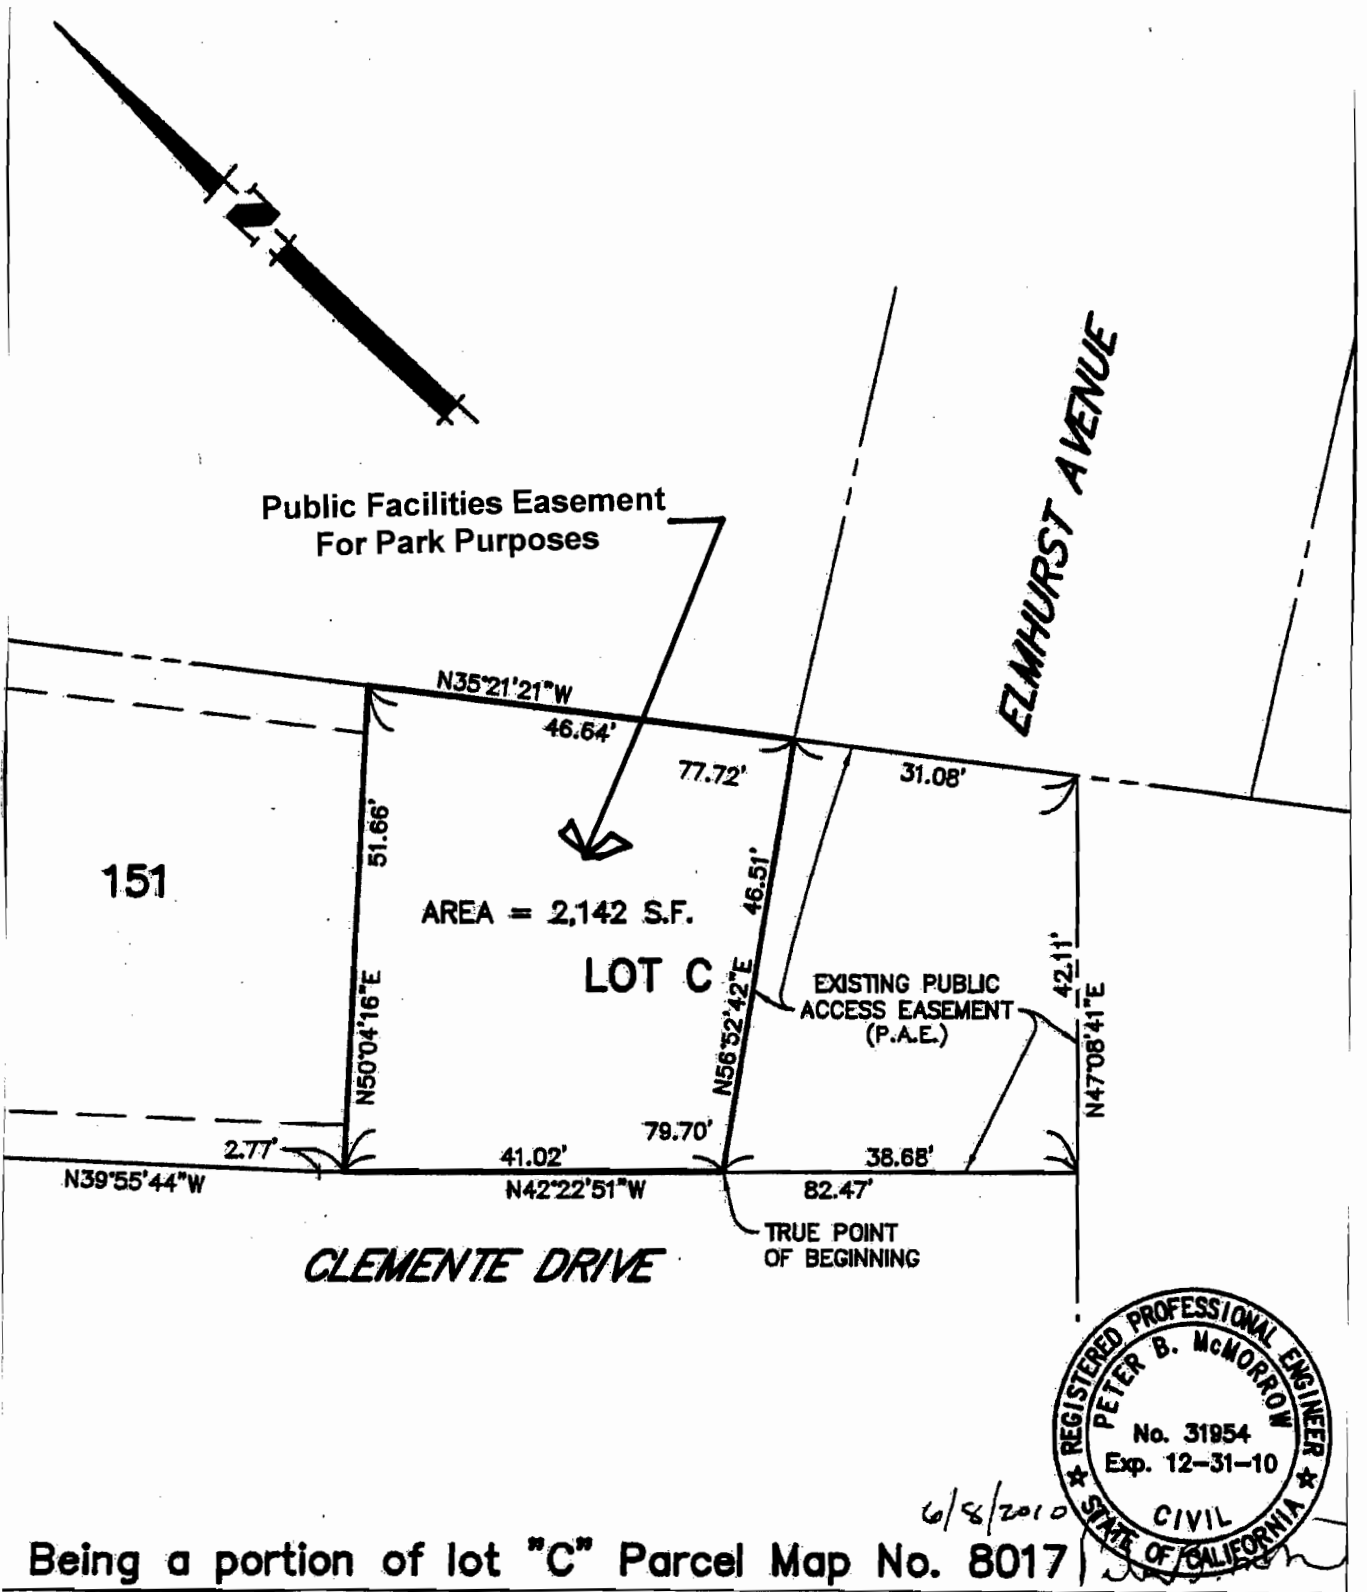 N
Public Facilities Easement
For Park Purposes
ELMHURST AVENUE
N35°21'21"W
46.64'
77.72'
31.08'
51.66'
N50°04'16"E
151
AREA = 2,142 S.F.
LOT C
46.51'
N56°52'42"E
EXISTING PUBLIC
ACCESS EASEMENT
(P.A.E.)
42.11'
N47°08'41"E
2.77'
79.70'
41.02'
38.68'
N39°55'44"W
N42°22'51"W
82.47'
TRUE POINT
OF BEGINNING
CLEMENTE DRIVE
REGISTERED PROFESSIONAL ENGINEER
PETER B. McMORROW
No. 31954
Exp. 12-31-10
CIVIL
STATE OF CALIFORNIA
6/8/2010
Being a portion of lot "C" Parcel Map No. 8017